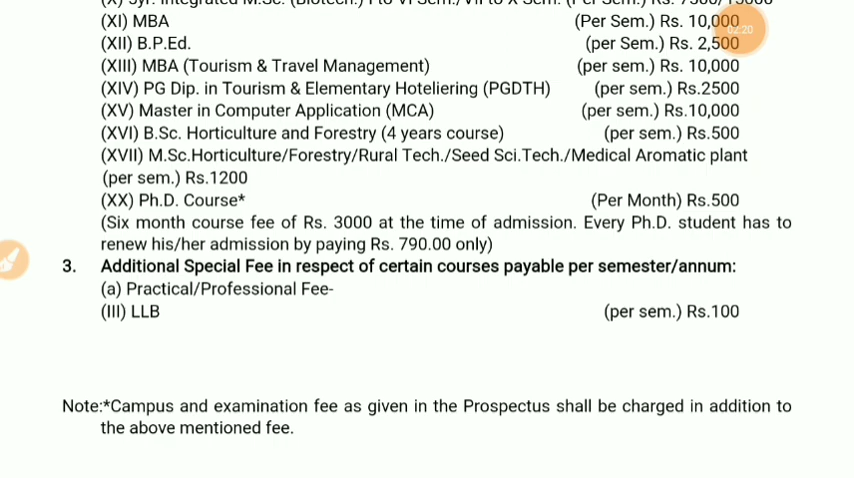 (XI) MBA (Per Sem.) Rs. 10,000
02:20
(XII) B.P.Ed. (per Sem.) Rs. 2,500
(XIII) MBA (Tourism & Travel Management) (per sem.) Rs. 10,000
(XIV) PG Dip. in Tourism & Elementary Hoteliering (PGDTH) (per sem.) Rs.2500
(XV) Master in Computer Application (MCA) (per sem.) Rs.10,000
(XVI) B.Sc. Horticulture and Forestry (4 years course) (per sem.) Rs.500
(XVII) M.Sc.Horticulture/Forestry/Rural Tech./Seed Sci.Tech./Medical Aromatic plant
(per sem.) Rs.1200
(XX) Ph.D. Course* (Per Month) Rs.500
(Six month course fee of Rs. 3000 at the time of admission. Every Ph.D. student has to
renew his/her admission by paying Rs. 790.00 only)
3. Additional Special Fee in respect of certain courses payable per semester/annum:
(a) Practical/Professional Fee-
(III) LLB (per sem.) Rs.100
Note:*Campus and examination fee as given in the Prospectus shall be charged in addition to
the above mentioned fee.